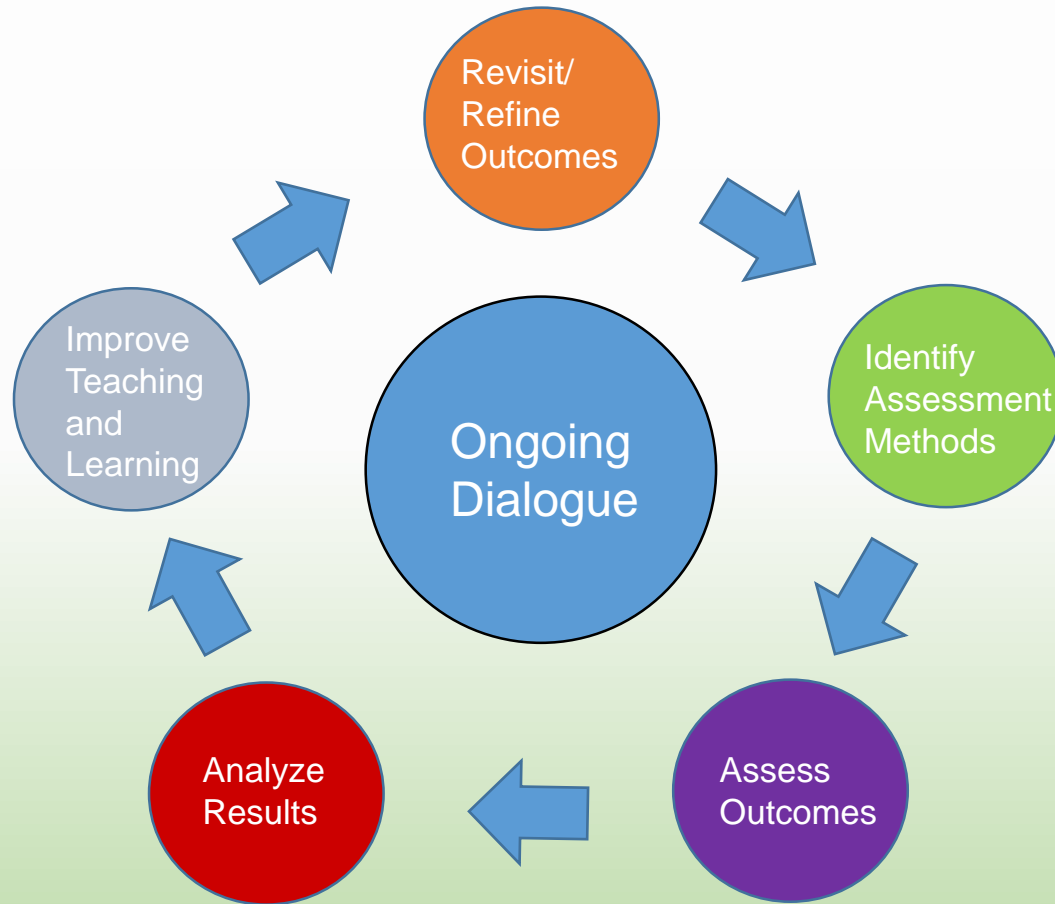 Revisit/
Refine
Outcomes
Identify
Assessment
Methods
Assess
Outcomes
Analyze
Results
Improve
Teaching
and
Learning
Ongoing
Dialogue